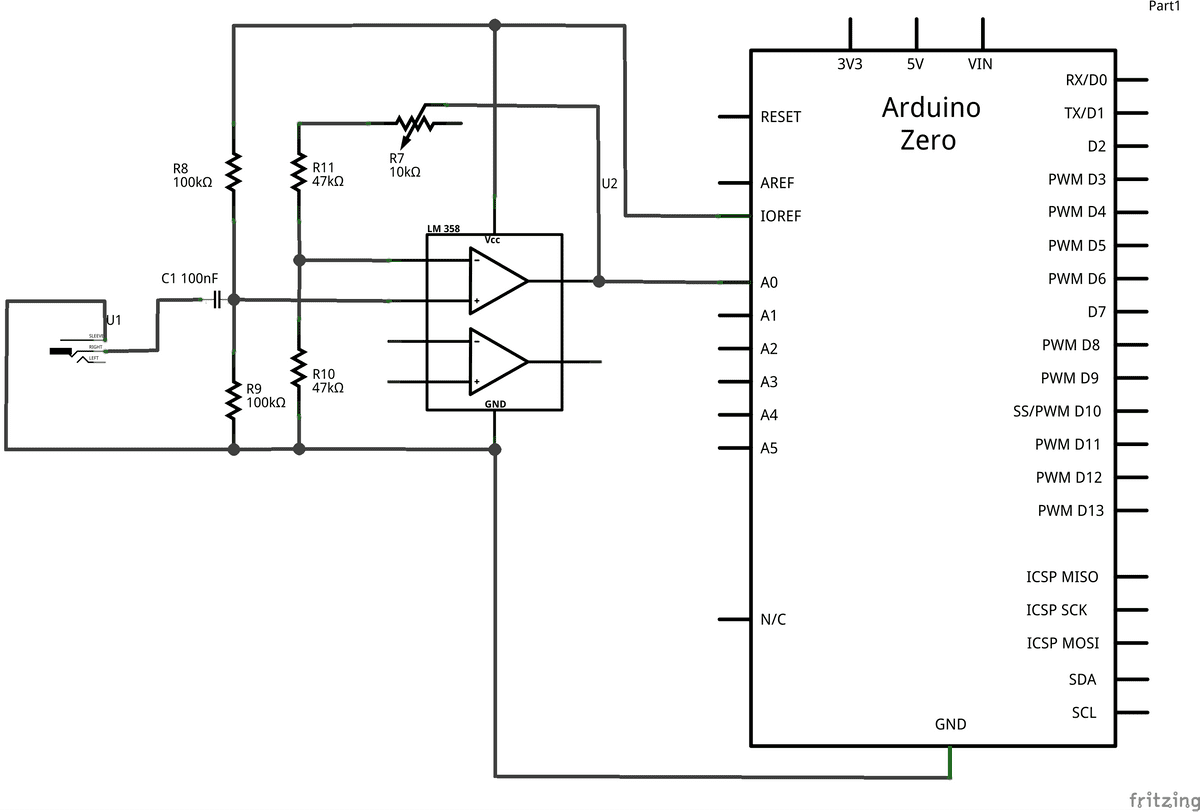 Part1
3V3
5V
VIN
Arduino
Zero
RESET
AREF
IOREF
A0
A1
A2
A3
A4
A5
N/C
RX/D0
TX/D1
D2
PWM D3
PWM D4
PWM D5
PWM D6
D7
PWM D8
PWM D9
SS/PWM D10
PWM D11
PWM D12
PWM D13
ICSP MISO
ICSP SCK
ICSP MOSI
SDA
SCL
GND
R8
100kΩ
R11
47kΩ
R7
10kΩ
U2
LM 358
Vcc
−
+
−
+
GND
C1 100nF
U1
SLEEVE
RIGHT
LEFT
R9
100kΩ
R10
47kΩ
fritzing